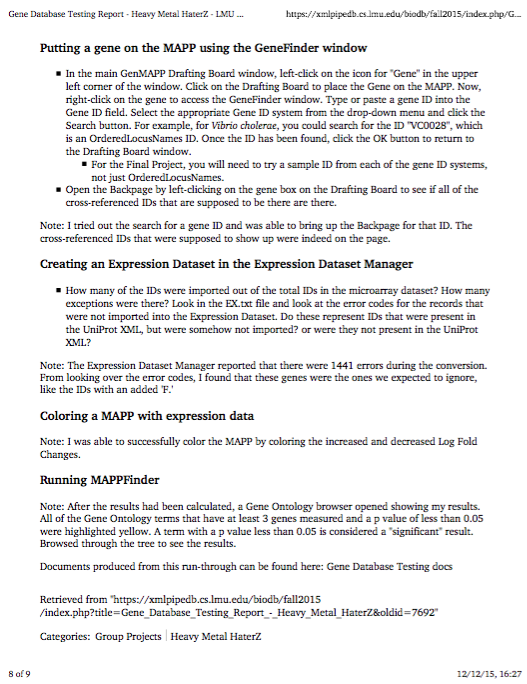 Gene Database Testing Report - Heavy Metal HaterZ - LMU ... https://xmlpipedb.cs.lmu.edu/biodb/fall2015/index.php/G...
Putting a gene on the MAPP using the GeneFinder window
▪ In the main GenMAPP Drafting Board window, left-click on the icon for "Gene" in the upper
left corner of the window. Click on the Drafting Board to place the Gene on the MAPP. Now,
right-click on the gene to access the GeneFinder window. Type or paste a gene ID into the
Gene ID field. Select the appropriate Gene ID system from the drop-down menu and click the
Search button. For example, for Vibrio cholerae, you could search for the ID "VC0028", which
is an OrderedLocusNames ID. Once the ID has been found, click the OK button to return to
the Drafting Board window.
▪ For the Final Project, you will need to try a sample ID from each of the gene ID systems,
not just OrderedLocusNames.
▪ Open the Backpage by left-clicking on the gene box on the Drafting Board to see if all of the
cross-referenced IDs that are supposed to be there are there.
Note: I tried out the search for a gene ID and was able to bring up the Backpage for that ID. The
cross-referenced IDs that were supposed to show up were indeed on the page.
Creating an Expression Dataset in the Expression Dataset Manager
▪ How many of the IDs were imported out of the total IDs in the microarray dataset? How many
exceptions were there? Look in the EX.txt file and look at the error codes for the records that
were not imported into the Expression Dataset. Do these represent IDs that were present in
the UniProt XML, but were somehow not imported? or were they not present in the UniProt
XML?
Note: The Expression Dataset Manager reported that there were 1441 errors during the conversion.
From looking over the error codes, I found that these genes were the ones we expected to ignore,
like the IDs with an added 'F.'
Coloring a MAPP with expression data
Note: I was able to successfully color the MAPP by coloring the increased and decreased Log Fold
Changes.
Running MAPPFinder
Note: After the results had been calculated, a Gene Ontology browser opened showing my results.
All of the Gene Ontology terms that have at least 3 genes measured and a p value of less than 0.05
were highlighted yellow. A term with a p value less than 0.05 is considered a "significant" result.
Browsed through the tree to see the results.
Documents produced from this run-through can be found here: Gene Database Testing docs
Retrieved from "https://xmlpipedb.cs.lmu.edu/biodb/fall2015
/index.php?title=Gene_Database_Testing_Report_-_Heavy_Metal_HaterZ&oldid=7692"
Categories: Group Projects | Heavy Metal HaterZ
8 of 9 12/12/15, 16:27